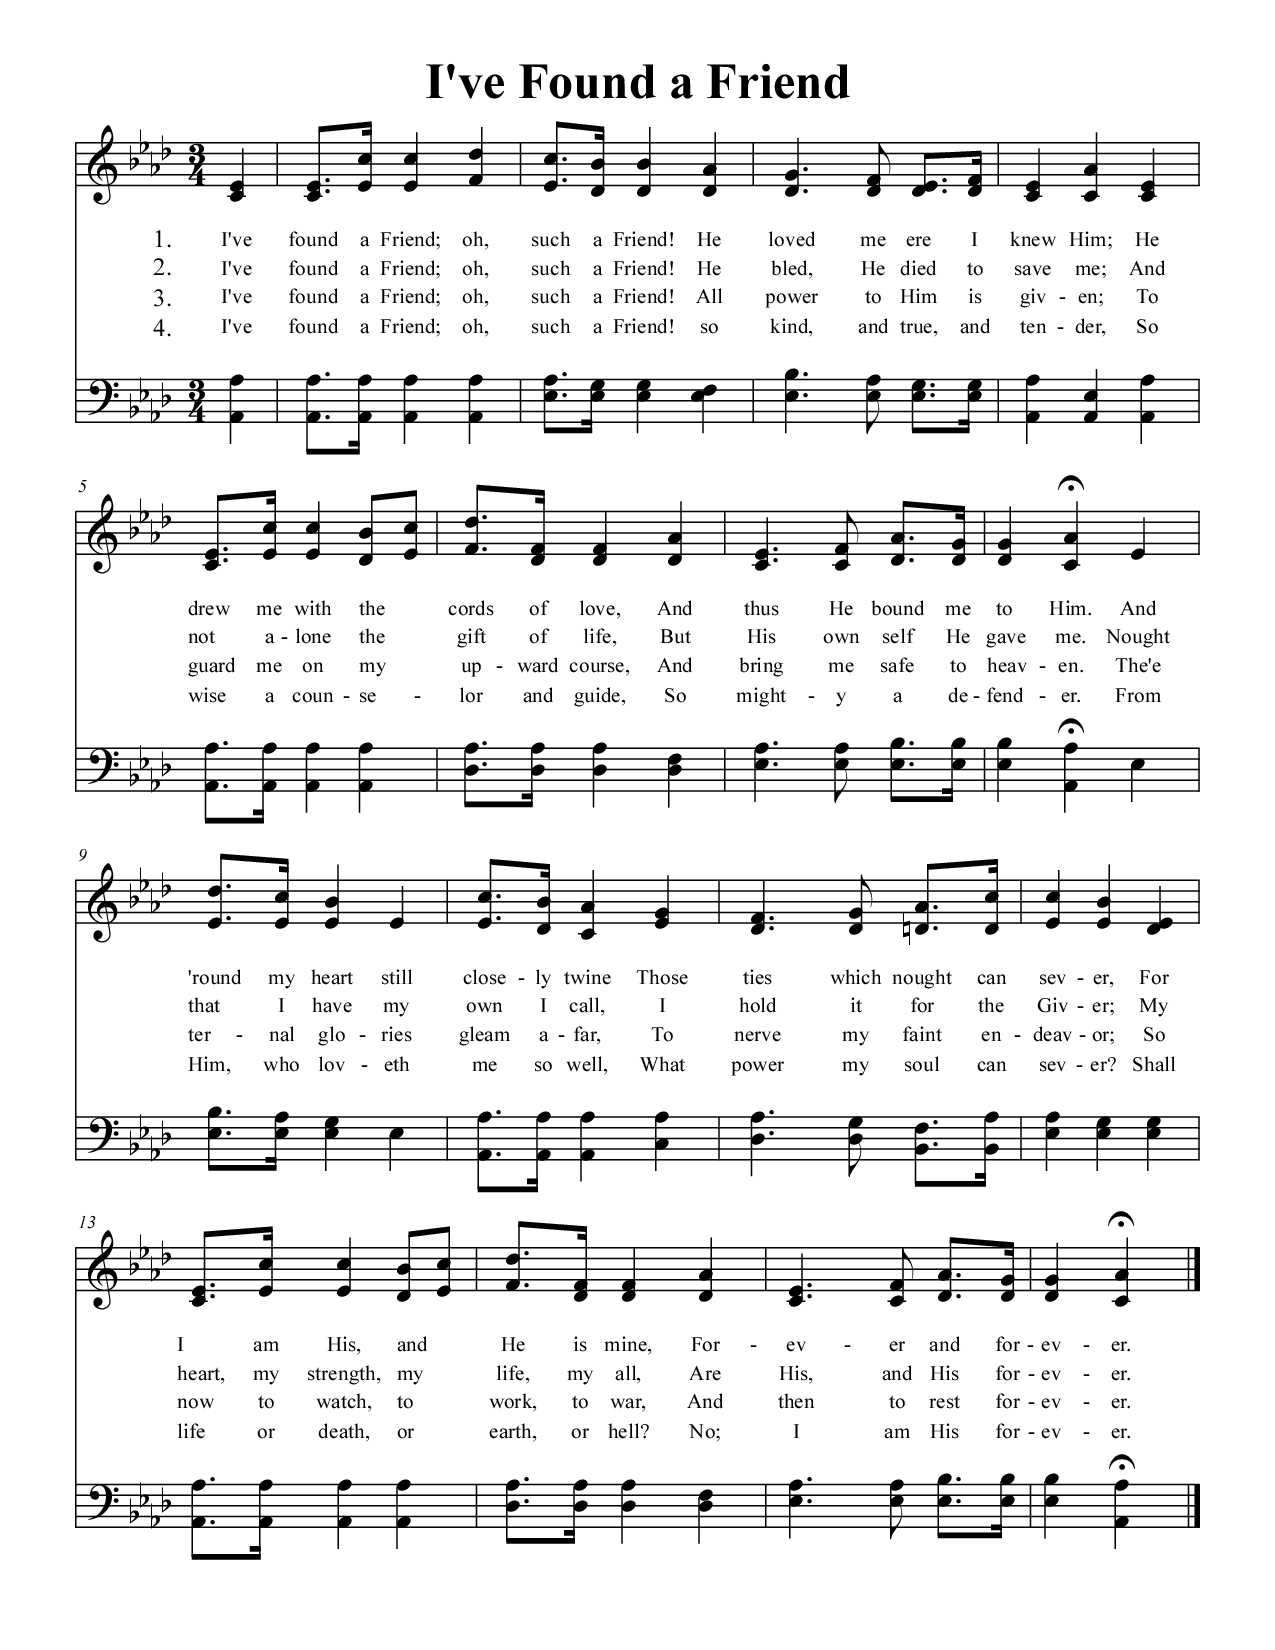 I've Found a Friend
1. I've found a Friend; oh, such a Friend! He loved me ere I knew Him; He
2. I've found a Friend; oh, such a Friend! He bled, He died to save me; And
3. I've found a Friend; oh, such a Friend! All power to Him is giv - en; To
4. I've found a Friend; oh, such a Friend! so kind, and true, and ten - der, So
5
drew me with the cords of love, And thus He bound me to Him. And
not a - lone the gift of life, But His own self He gave me. Nought
guard me on my up - ward course, And bring me safe to heav - en. The'e
wise a coun - se - lor and guide, So might - y a de - fend - er. From
9
'round my heart still close - ly twine Those ties which nought can sev - er, For
that I have my own I call, I hold it for the Giv - er; My
ter - nal glo - ries gleam a - far, To nerve my faint en - deav - or; So
Him, who lov - eth me so well, What power my soul can sev - er? Shall
13
I am His, and He is mine, For - ev - er and for - ev - er.
heart, my strength, my life, my all, Are His, and His for - ev - er.
now to watch, to work, to war, And then to rest for - ev - er.
life or death, or earth, or hell? No; I am His for - ev - er.